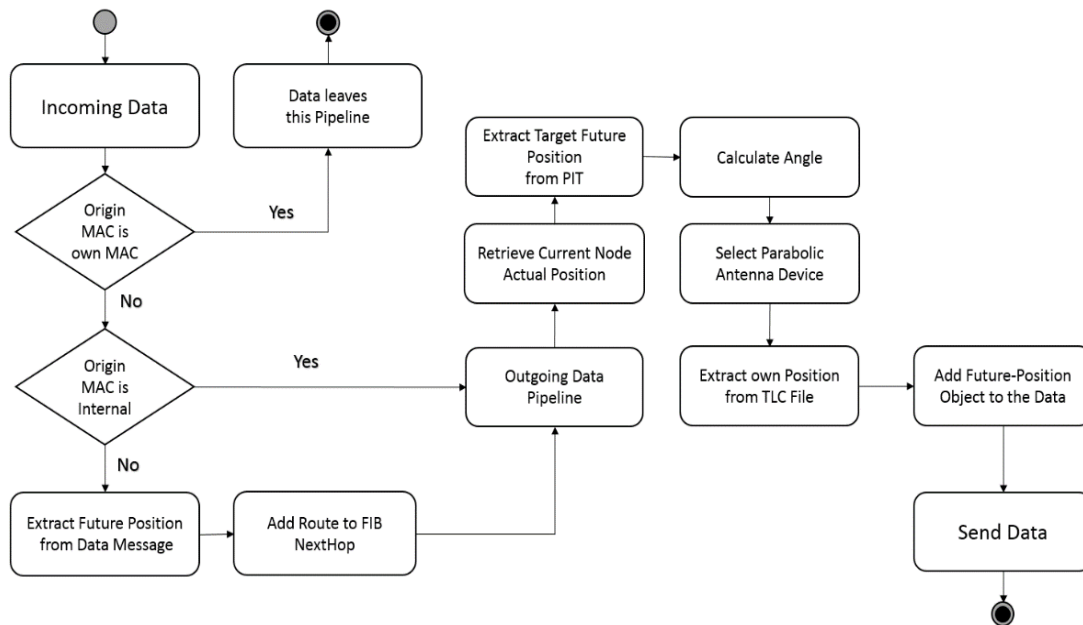 Incoming Data
Data leaves
this Pipeline
Origin
MAC is
own MAC
Yes
No
Origin
MAC is
Internal
Yes
No
Extract Future Position
from Data Message
Add Route to FIB
NextHop
Outgoing Data
Pipeline
Retrieve Current Node
Actual Position
Extract Target Future
Position
from PIT
Calculate Angle
Select Parabolic
Antenna Device
Extract own Position
from TLC File
Add Future-Position
Object to the Data
Send Data